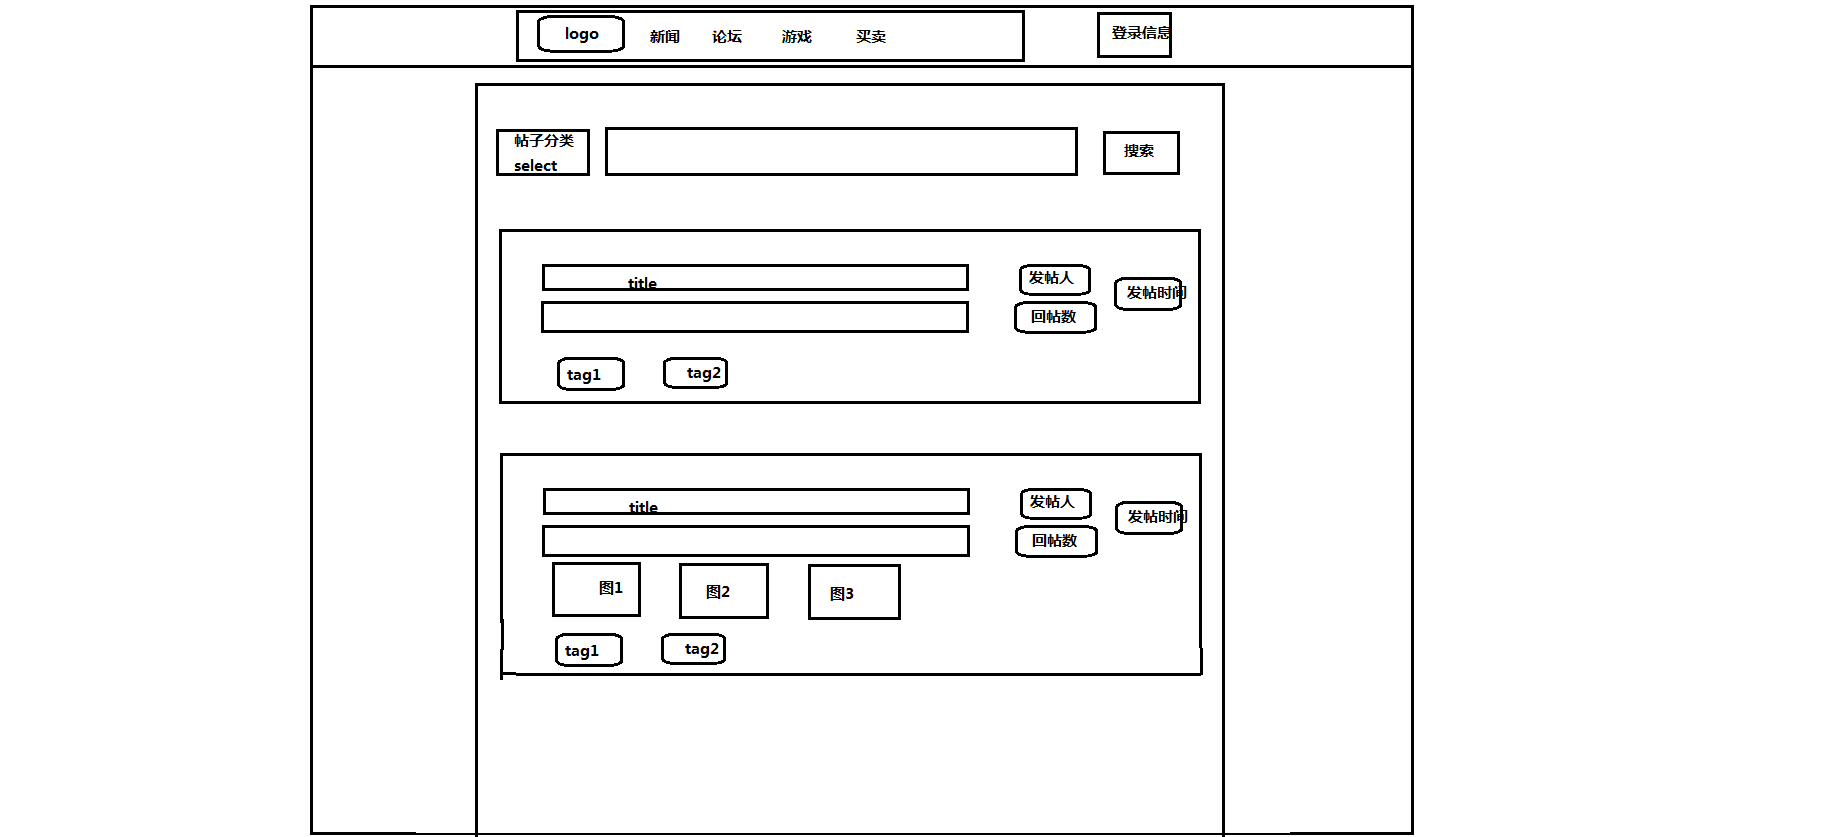 logo
新闻
论坛
游戏
买卖
登录信息
帖子分类
select
搜索
title
发帖人
回帖数
发帖时间
tag1
tag2
title
发帖人
回帖数
发帖时间
图1
图2
图3
tag1
tag2